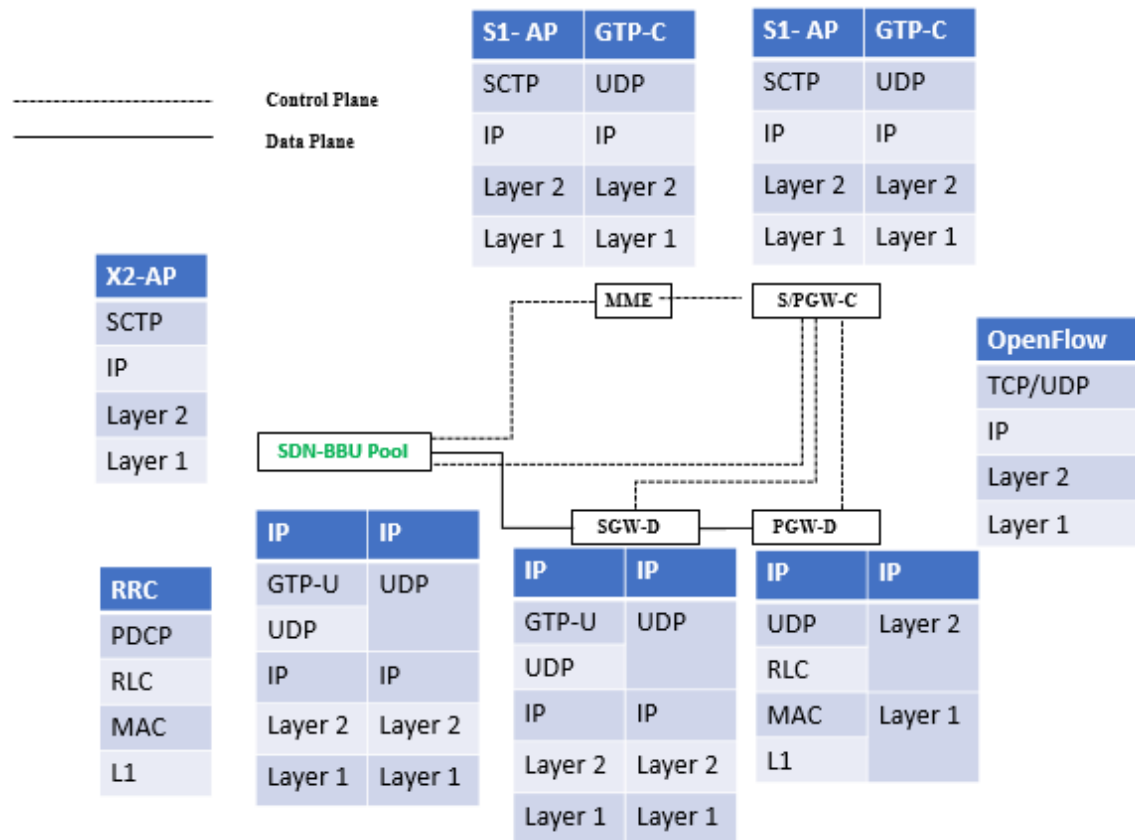 S1- AP GTP-C
SCTP UDP
IP IP
Layer 2 Layer 2
Layer 1 Layer 1
S1- AP GTP-C
SCTP UDP
IP IP
Layer 2 Layer 2
Layer 1 Layer 1
Control Plane
Data Plane
X2-AP
SCTP
IP
Layer 2
Layer 1
MME
S/PGW-C
OpenFlow
TCP/UDP
IP
Layer 2
Layer 1
SDN-BBU Pool
SGW-D
PGW-D
RRC
PDCP
RLC
MAC
L1
IP IP
GTP-U UDP
UDP
IP IP
Layer 2 Layer 2
Layer 1 Layer 1
IP IP
GTP-U UDP
UDP
IP IP
Layer 2 Layer 2
Layer 1 Layer 1
IP IP
UDP Layer 2
RLC
MAC Layer 1
L1